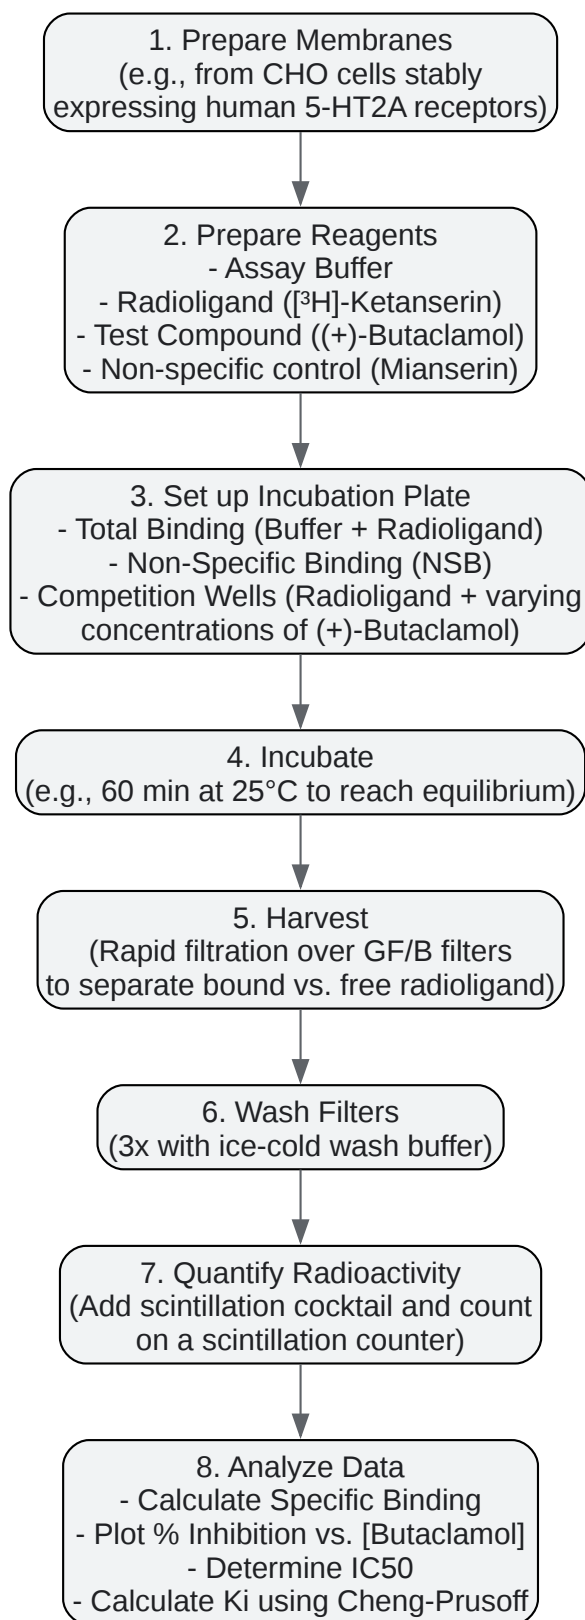 1. Prepare Membranes
(e.g., from CHO cells stably
expressing human 5-HT2A receptors)
2. Prepare Reagents
- Assay Buffer
- Radioligand ([³H]-Ketanserin)
- Test Compound ((+)-Butaclamol)
- Non-specific control (Mianserin)
3. Set up Incubation Plate
- Total Binding (Buffer + Radioligand)
- Non-Specific Binding (NSB)
- Competition Wells (Radioligand + varying
concentrations of (+)-Butaclamol)
4. Incubate
(e.g., 60 min at 25°C to reach equilibrium)
5. Harvest
(Rapid filtration over GF/B filters
to separate bound vs. free radioligand)
6. Wash Filters
(3x with ice-cold wash buffer)
7. Quantify Radioactivity
(Add scintillation cocktail and count
on a scintillation counter)
8. Analyze Data
- Calculate Specific Binding
- Plot % Inhibition vs. [Butaclamol]
- Determine IC50
- Calculate Ki using Cheng-Prusoff